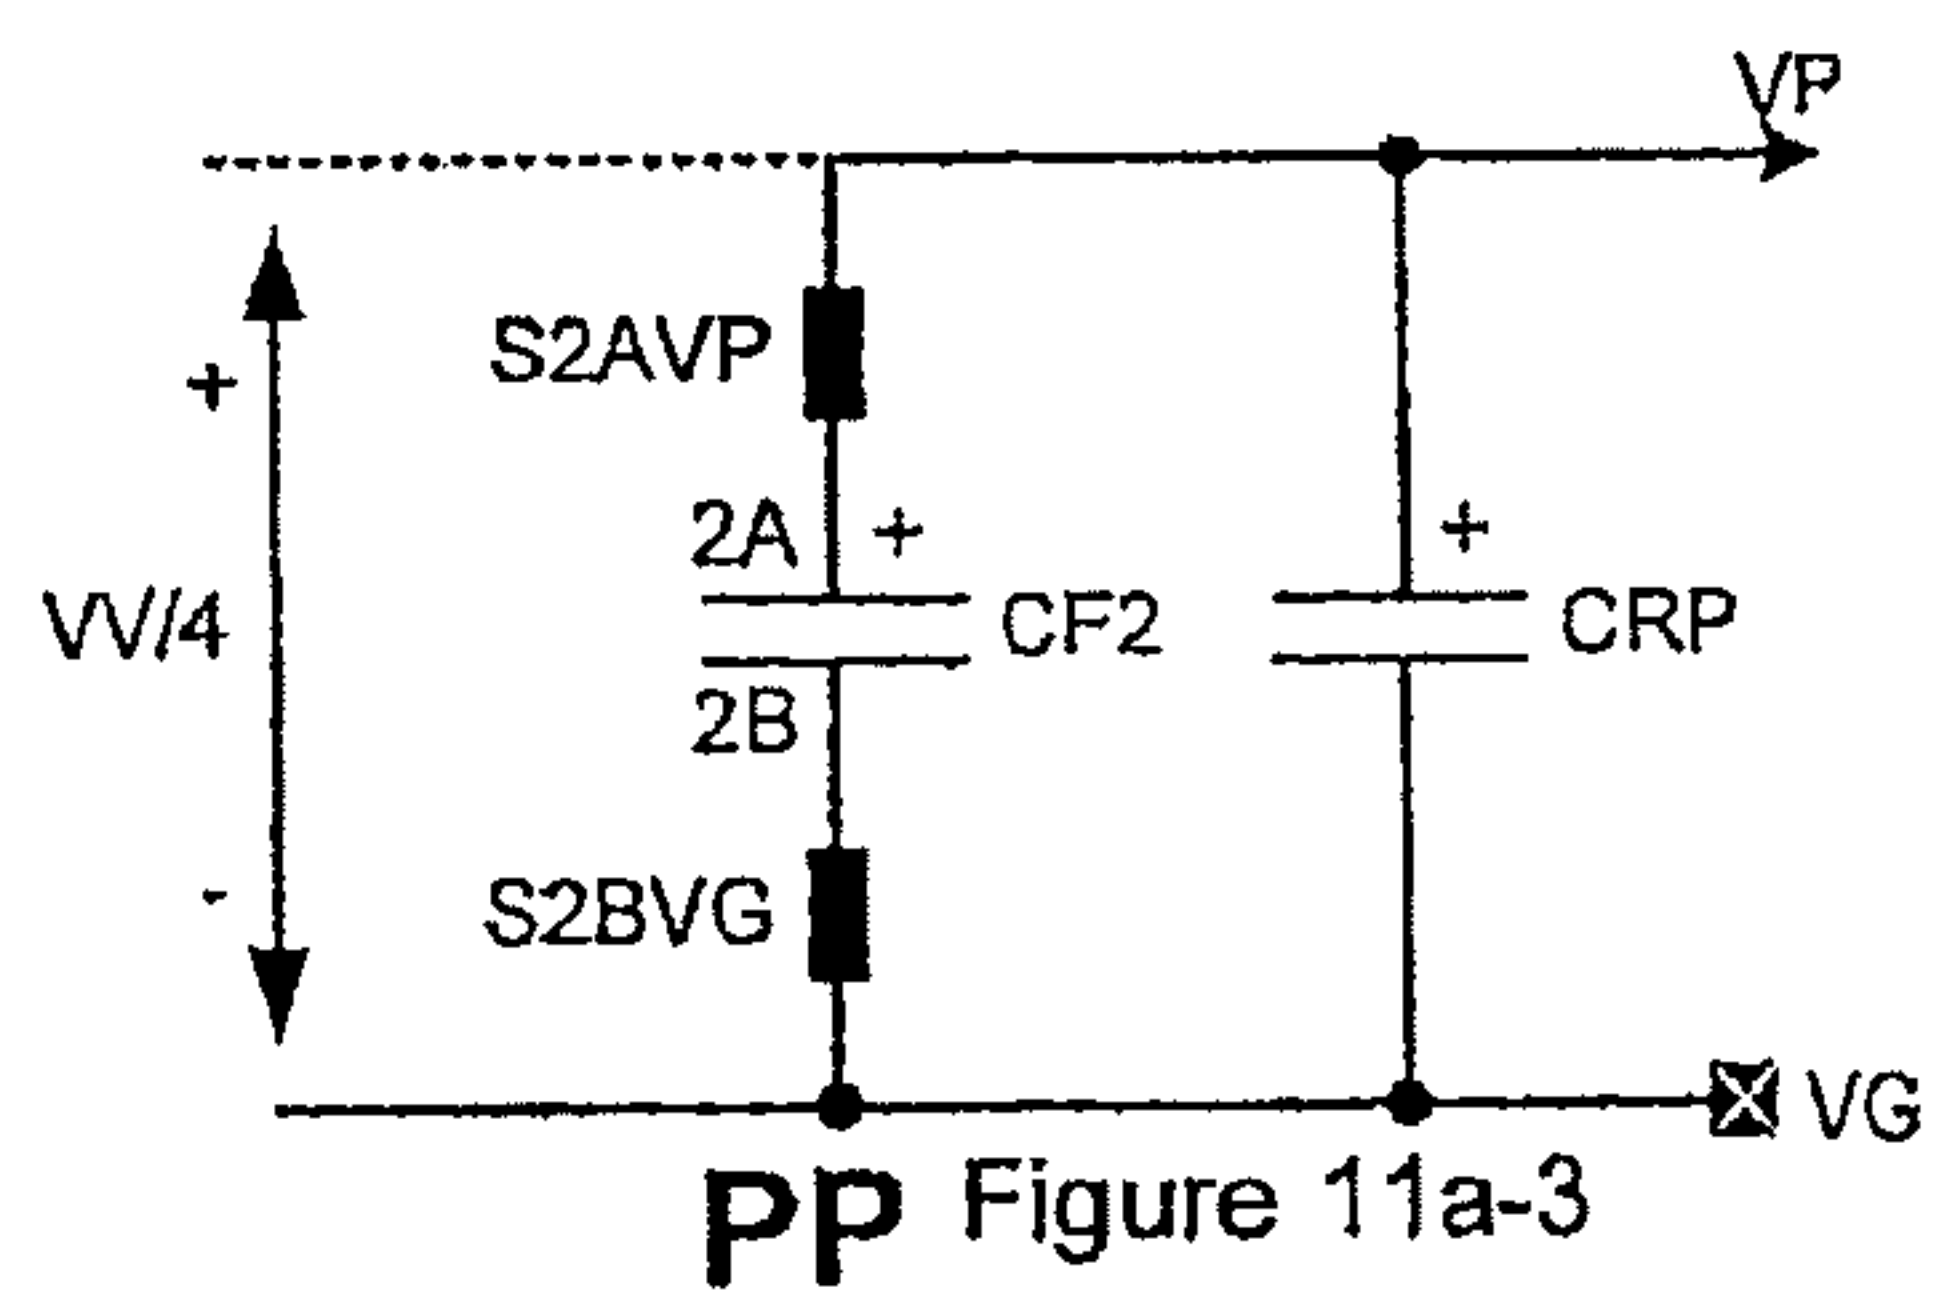 VP
S2AVP
+
2A +
+
VV/4
CF2
CRP
2B
-
S2BVG
VG
PP Figure 11a-3